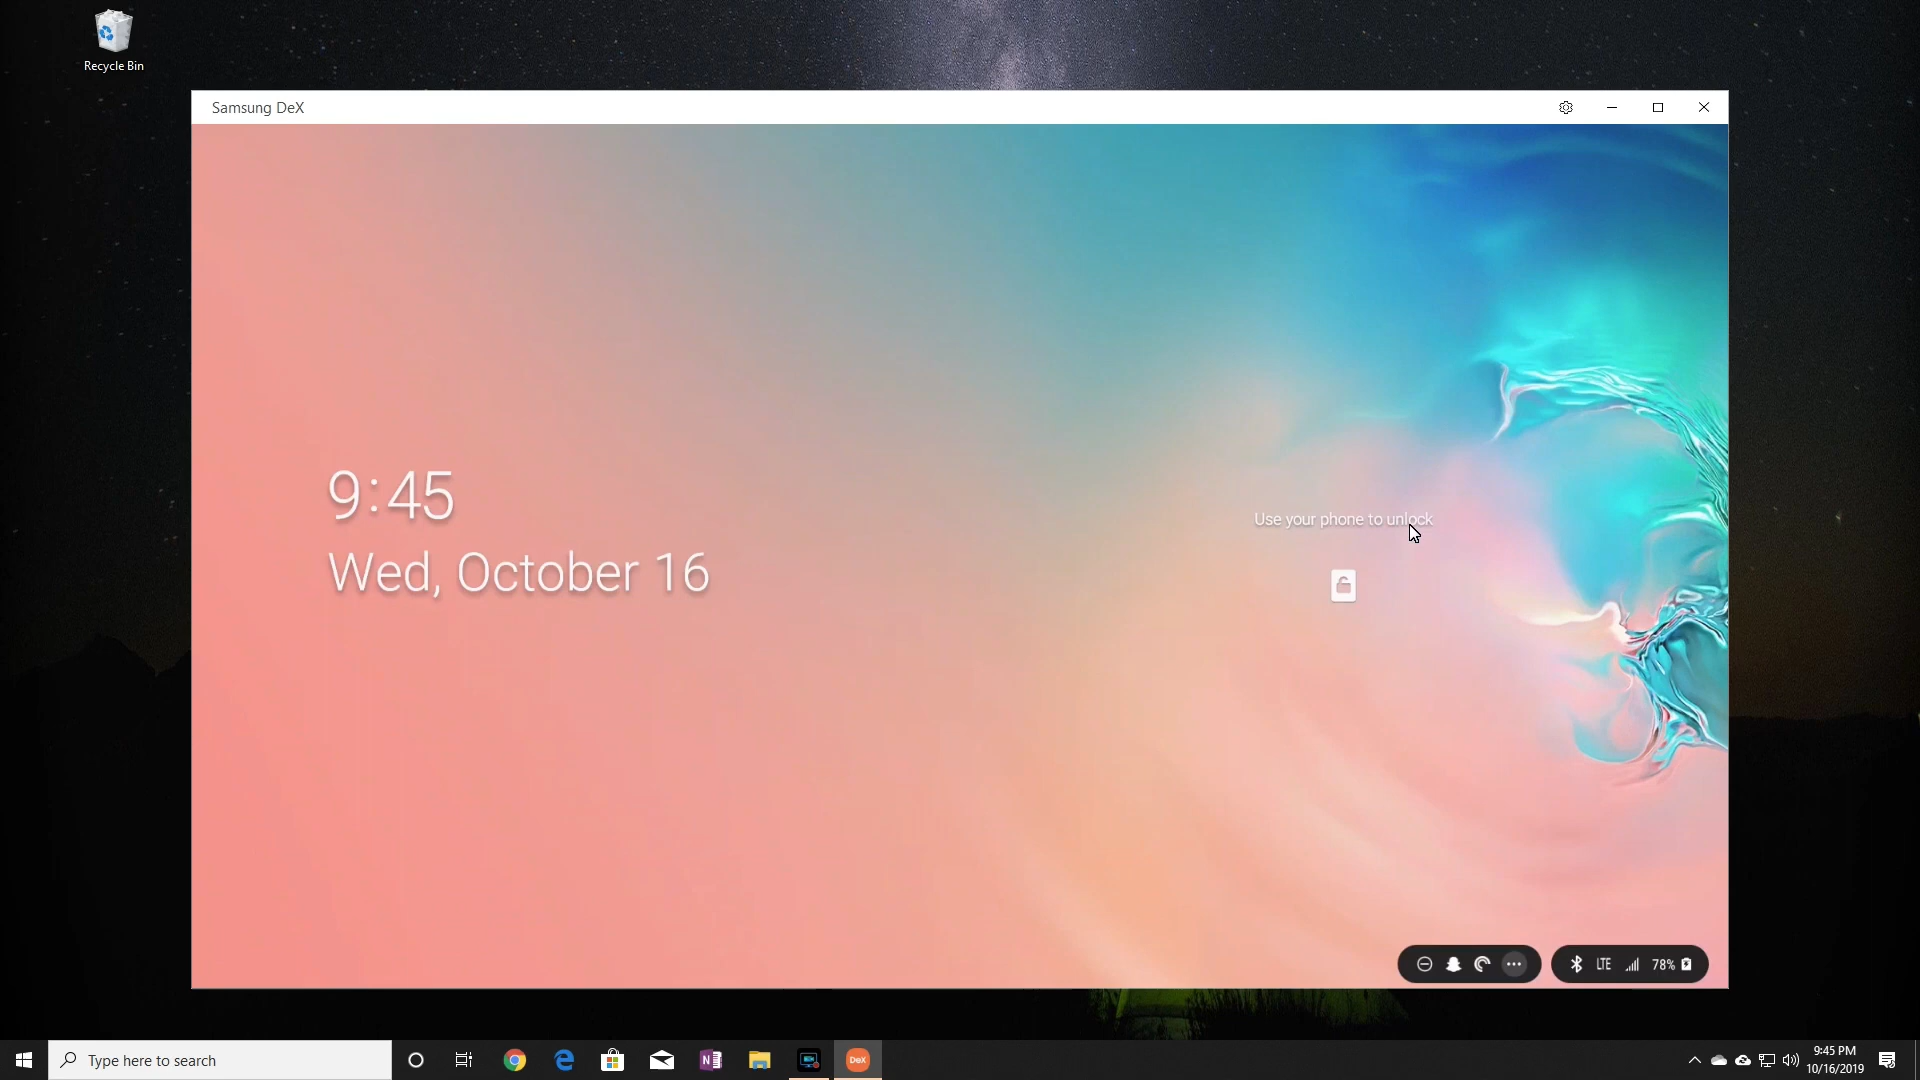 Recycle Bin
Samsung DeX
9:45
Wed, October 16
Use your phone to unlock
LTE
78%
Type here to search
N
DeX
9:45 PM
10/16/2019